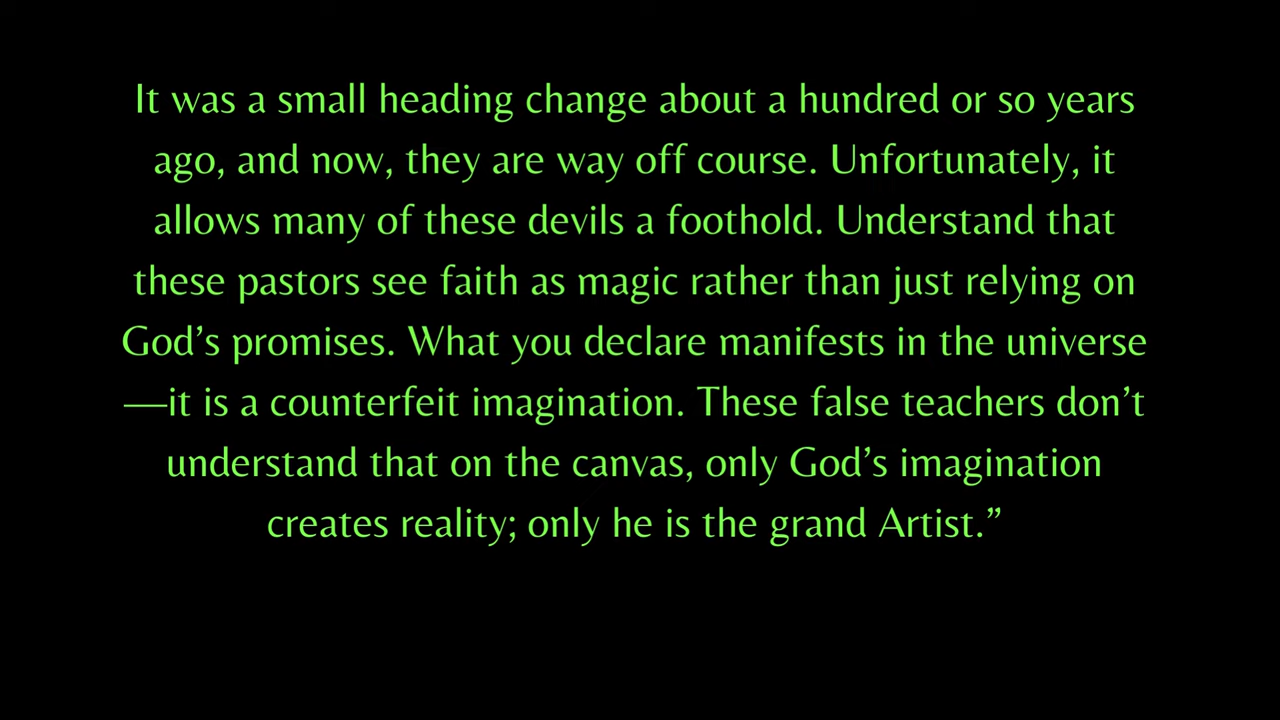 It was a small heading change about a hundred or so years
ago, and now, they are way off course. Unfortunately, it
allows many of these devils a foothold. Understand that
these pastors see faith as magic rather than just relying on
God’s promises. What you declare manifests in the universe
—it is a counterfeit imagination. These false teachers don’t
understand that on the canvas, only God’s imagination
creates reality; only he is the grand Artist.”